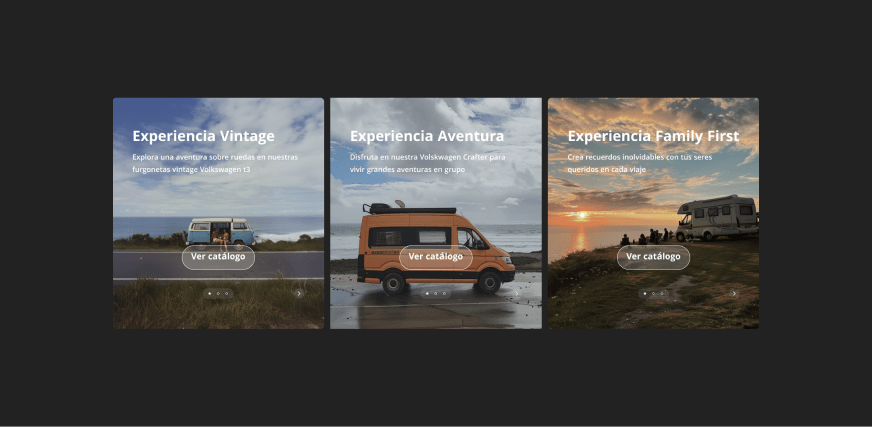 Experiencia Vintage
Explora una aventura sobre ruedas en nuestras
furgonetas vintage Volkswagen t3
Ver catálogo
Experiencia Aventura
Disfruta en nuestra Volskwagen Crafter para
vivir grandes aventuras en grupo
Ver catálogo
Experiencia Family First
Crea recuerdos inolvidables con tus seres
queridos en cada viaje
Ver catálogo